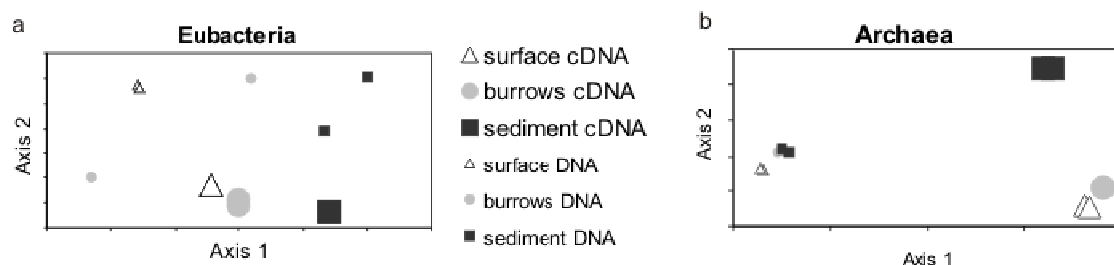 a
Eubacteria
Axis 2
Axis 1
surface cDNA
burrows cDNA
sediment cDNA
surface DNA
burrows DNA
sediment DNA
b
Archaea
Axis 2
Axis 1